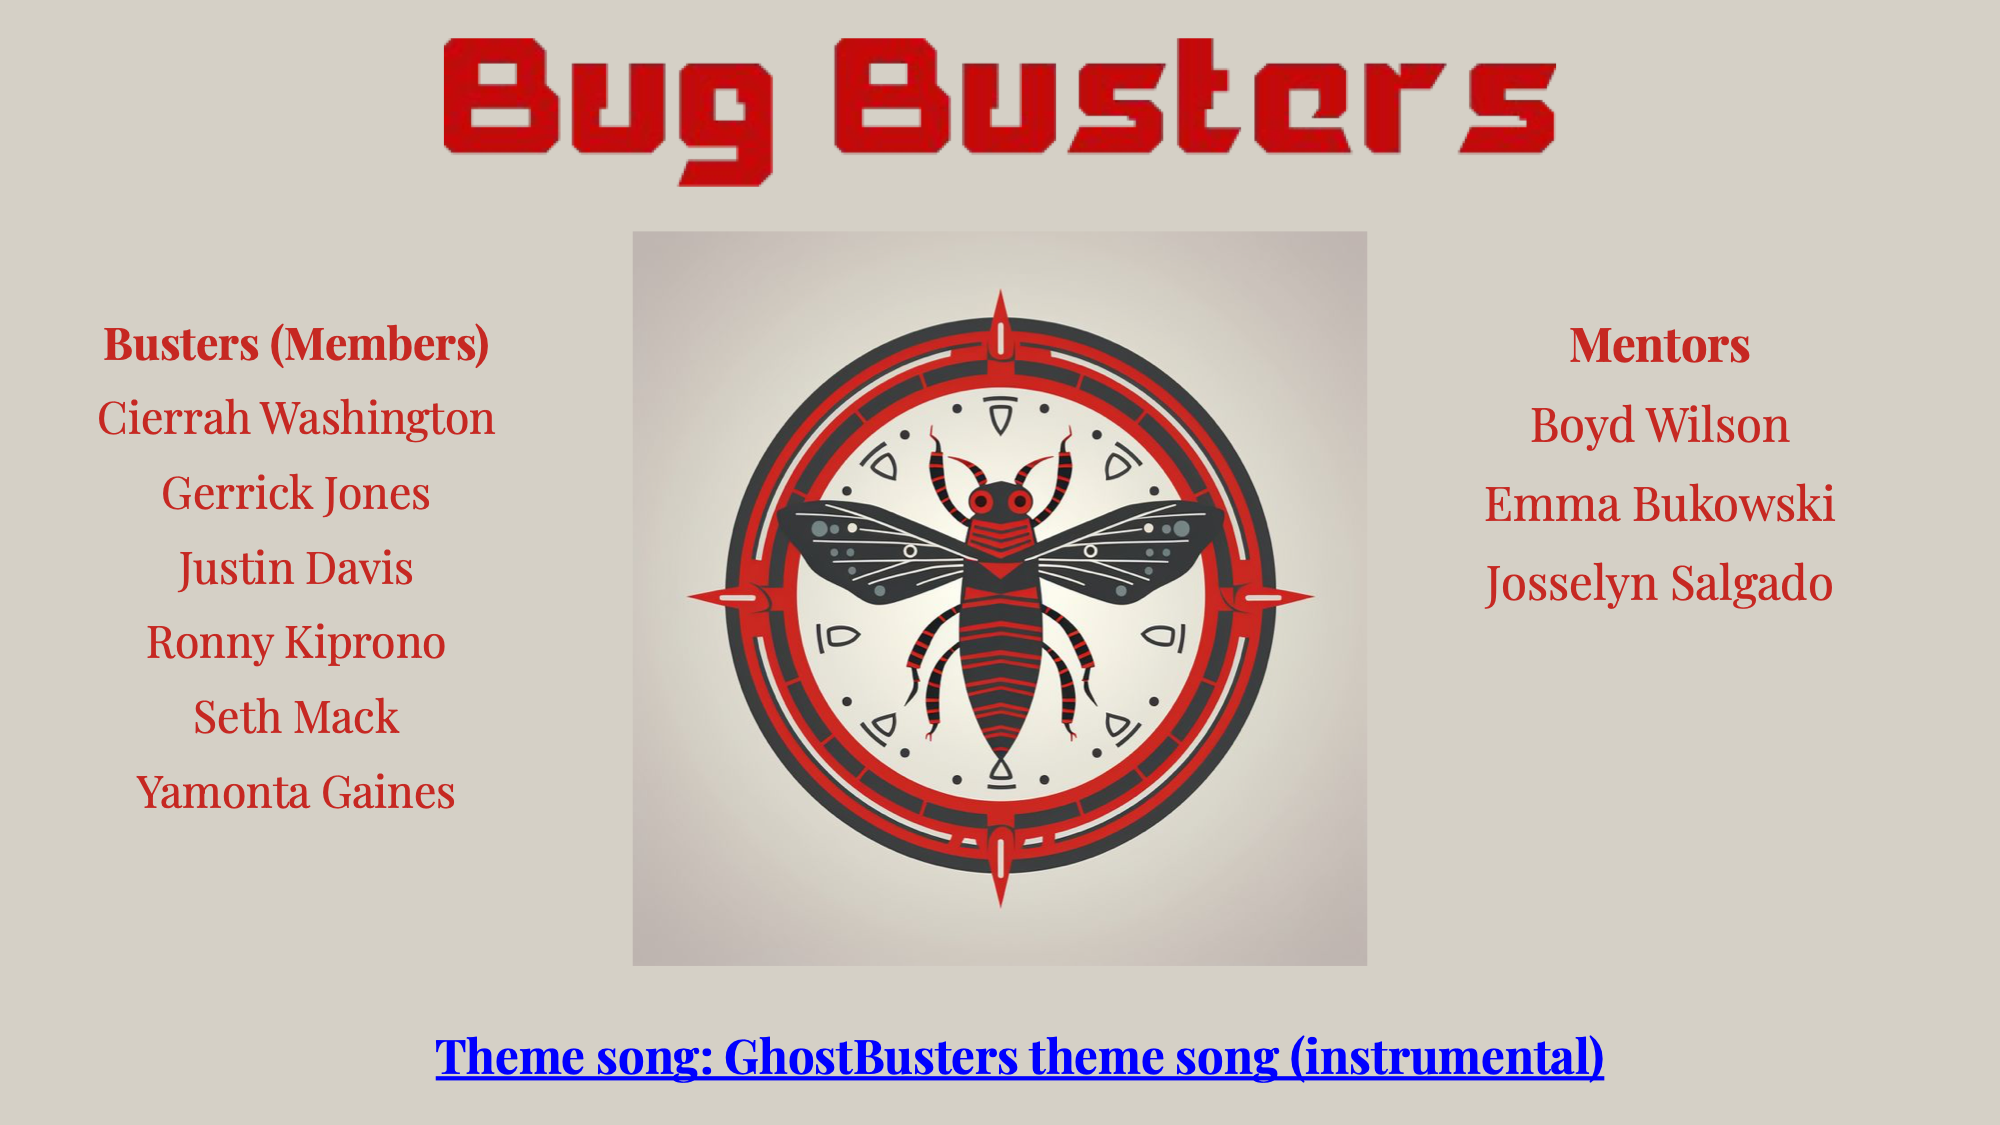 Bug Busters
Busters (Members)
Cierrah Washington
Gerrick Jones
Justin Davis
Ronny Kiprono
Seth Mack
Yamonta Gaines
Mentors
Boyd Wilson
Emma Bukowski
Josselyn Salgado
Theme song: GhostBusters theme song (instrumental)